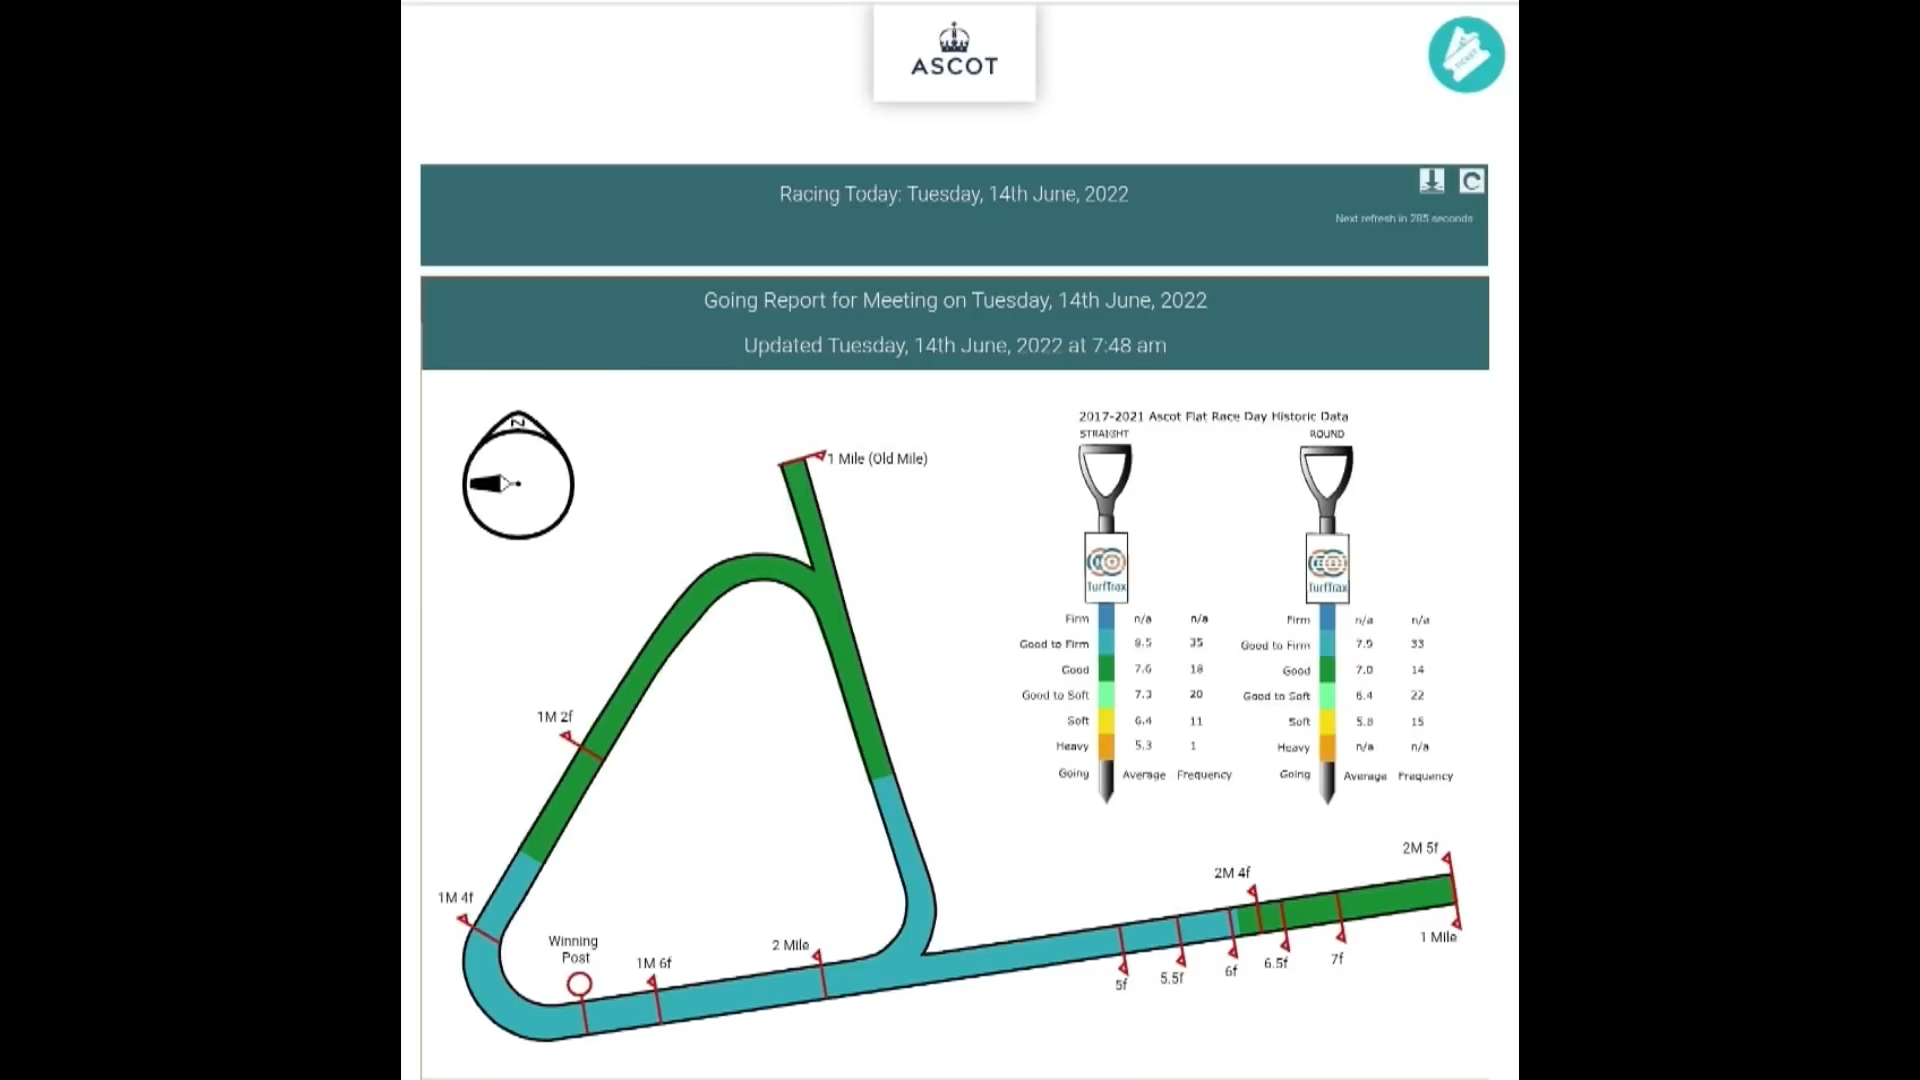 ASCOT
TICKET
Racing Today: Tuesday, 14th June, 2022
Next refresh in 285 seconds
Going Report for Meeting on Tuesday, 14th June, 2022
Updated Tuesday, 14th June, 2022 at 7:48 am
N
2017-2021 Ascot Flat Race Day Historic Data
STRAIGHT ROUND
TurfTrax TurfTrax
Firm n/a n/a Firm n/a n/a
Good to Firm 8.5 35 Good to Firm 7.9 33
Good 7.6 18 Good 7.0 14
Good to Soft 7.3 20 Good to Soft 6.4 22
Soft 6.4 11 Soft 5.8 15
Heavy 5.3 1 Heavy n/a n/a
Going Average Frequency Going Average Frequency
1 Mile (Old Mile)
1M 2f
1M 4f
Winning
Post
1M 6f
2 Mile
5f
5.5f
6f
2M 4f
6.5f
7f
2M 5f
1 Mile